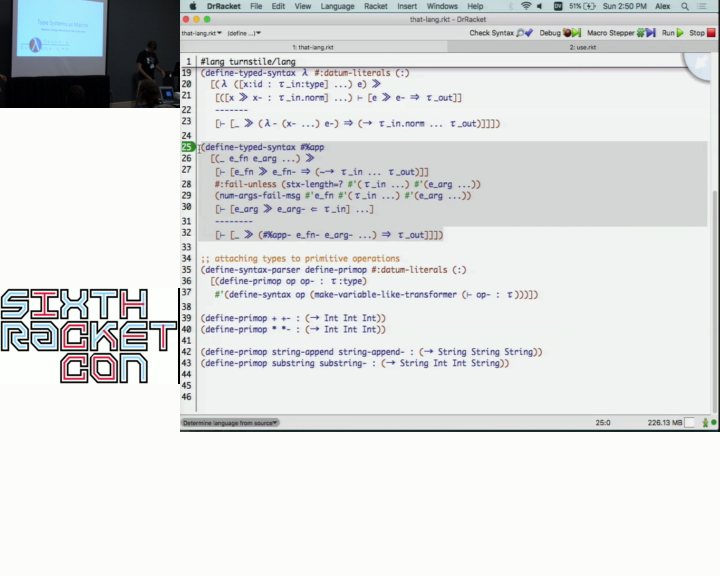 DrRacket File Edit View Language Racket Insert Windows Help 51% Sun 2:50 PM Alex
that-lang.rkt - DrRacket
that-lang.rkt▼ (define ...)▼ Check Syntax Debug Macro Stepper Run Stop
1: that-lang.rkt 2: use.rkt
1 #lang turnstile/lang
19 (define-typed-syntax λ #:datum-literals (:)
20 [(λ ([x:id : τ_in:type] ...) e) ≫
21 [([x ≫ x- : τ_in.norm] ...) ⊢ [e ≫ e- ⇒ τ_out]]
22 -------
23 [⊢ [_ ≫ (λ- (x- ...) e-) ⇒ (→ τ_in.norm ... τ_out)]]])
24
25 (define-typed-syntax #%app
26 [(_ e_fn e_arg ...) ≫
27 [⊢ [e_fn ≫ e_fn- ⇒ (~→ τ_in ... τ_out)]]
28 #:fail-unless (stx-length=? #'(τ_in ...) #'(e_arg ...))
29 (num-args-fail-msg #'e_fn #'(τ_in ...) #'(e_arg ...))
30 [⊢ [e_arg ≫ e_arg- ⇐ τ_in] ...]
31 --------
32 [⊢ [_ ≫ (#%app- e_fn- e_arg- ...) ⇒ τ_out]]])
33
34 ;; attaching types to primitive operations
35 (define-syntax-parser define-primop #:datum-literals (:)
36 [(define-primop op op- : τ:type)
37 #'(define-syntax op (make-variable-like-transformer (⊢ op- : τ)))])
38
39 (define-primop + +- : (→ Int Int Int))
40 (define-primop * *- : (→ Int Int Int))
41
42 (define-primop string-append string-append- : (→ String String String))
43 (define-primop substring substring- : (→ String Int Int String))
44
45
46
Determine language from source▼ 25:0 226.13 MB
Type Systems as Macros
SIXTH
RACKET
CON